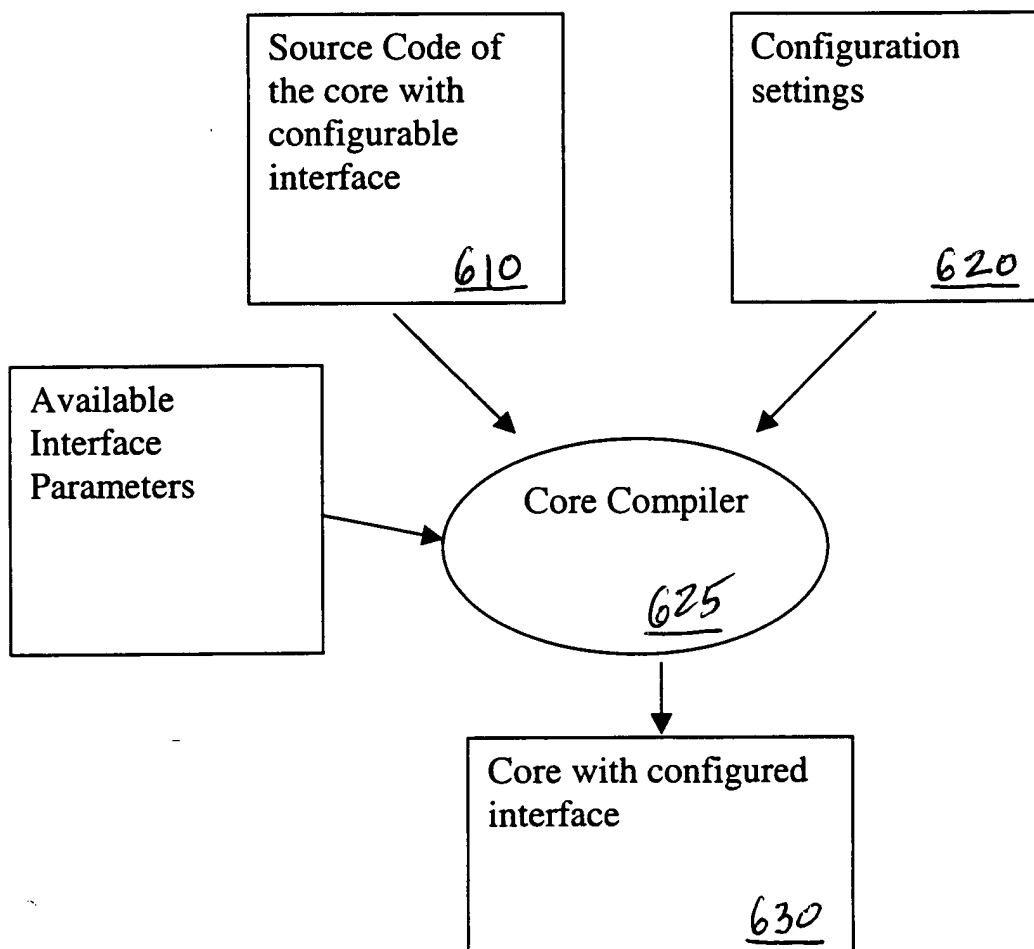 Source Code of
the core with
configurable
interface
610
Configuration
settings
620
Available
Interface
Parameters
Core Compiler
625
Core with configured
interface
630